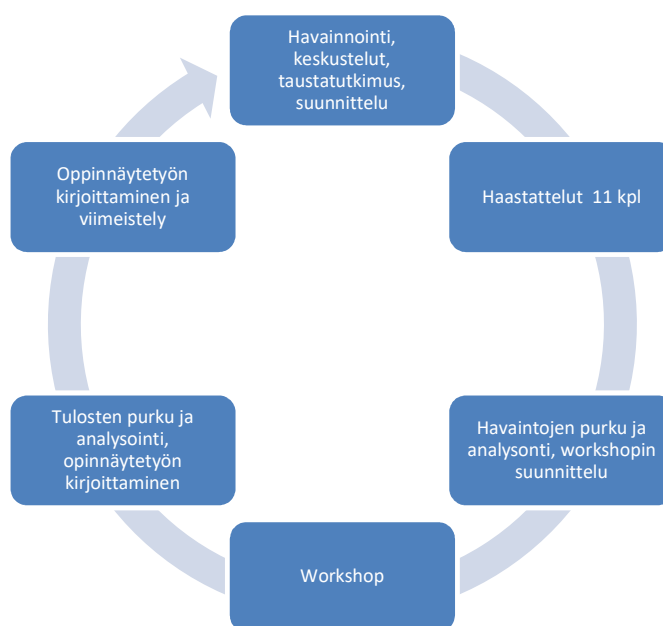 Havainnointi,
keskustelut,
taustatutkimus,
suunnittelu
Haastattelut  11 kpl
Havaintojen purku ja
analysonti, workshopin
suunnittelu
Workshop
Tulosten purku ja
analysointi,
opinnäytetyön
kirjoittaminen
Oppinnäytetyön
kirjoittaminen ja
viimeistely